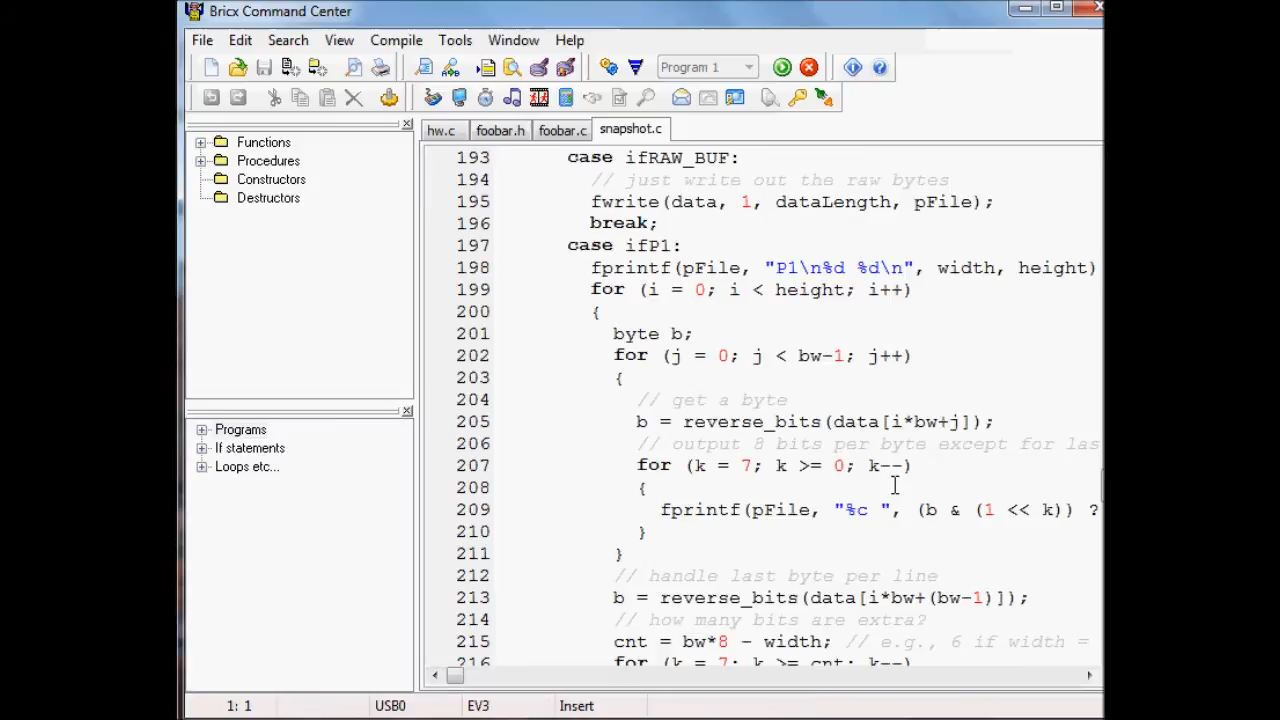 Bricx Command Center
File Edit Search View Compile Tools Window Help
Program 1
hw.c foobar.h foobar.c snapshot.c
Functions
Procedures
Constructors
Destructors
Programs
If statements
Loops etc...
193 case ifRAW_BUF:
194 // just write out the raw bytes
195 fwrite(data, 1, dataLength, pFile);
196 break;
197 case ifP1:
198 fprintf(pFile, "P1\n%d %d\n", width, height)
199 for (i = 0; i < height; i++)
200 {
201 byte b;
202 for (j = 0; j < bw-1; j++)
203 {
204 // get a byte
205 b = reverse_bits(data[i*bw+j]);
206 // output 8 bits per byte except for las
207 for (k = 7; k >= 0; k--)
208 {
209 fprintf(pFile, "%c ", (b & (1 << k)) ?
210 }
211 }
212 // handle last byte per line
213 b = reverse_bits(data[i*bw+(bw-1)]);
214 // how many bits are extra?
215 cnt = bw*8 - width; // e.g., 6 if width =
216 for (k = 7; k >= cnt; k--)
1: 1 USB0 EV3 Insert